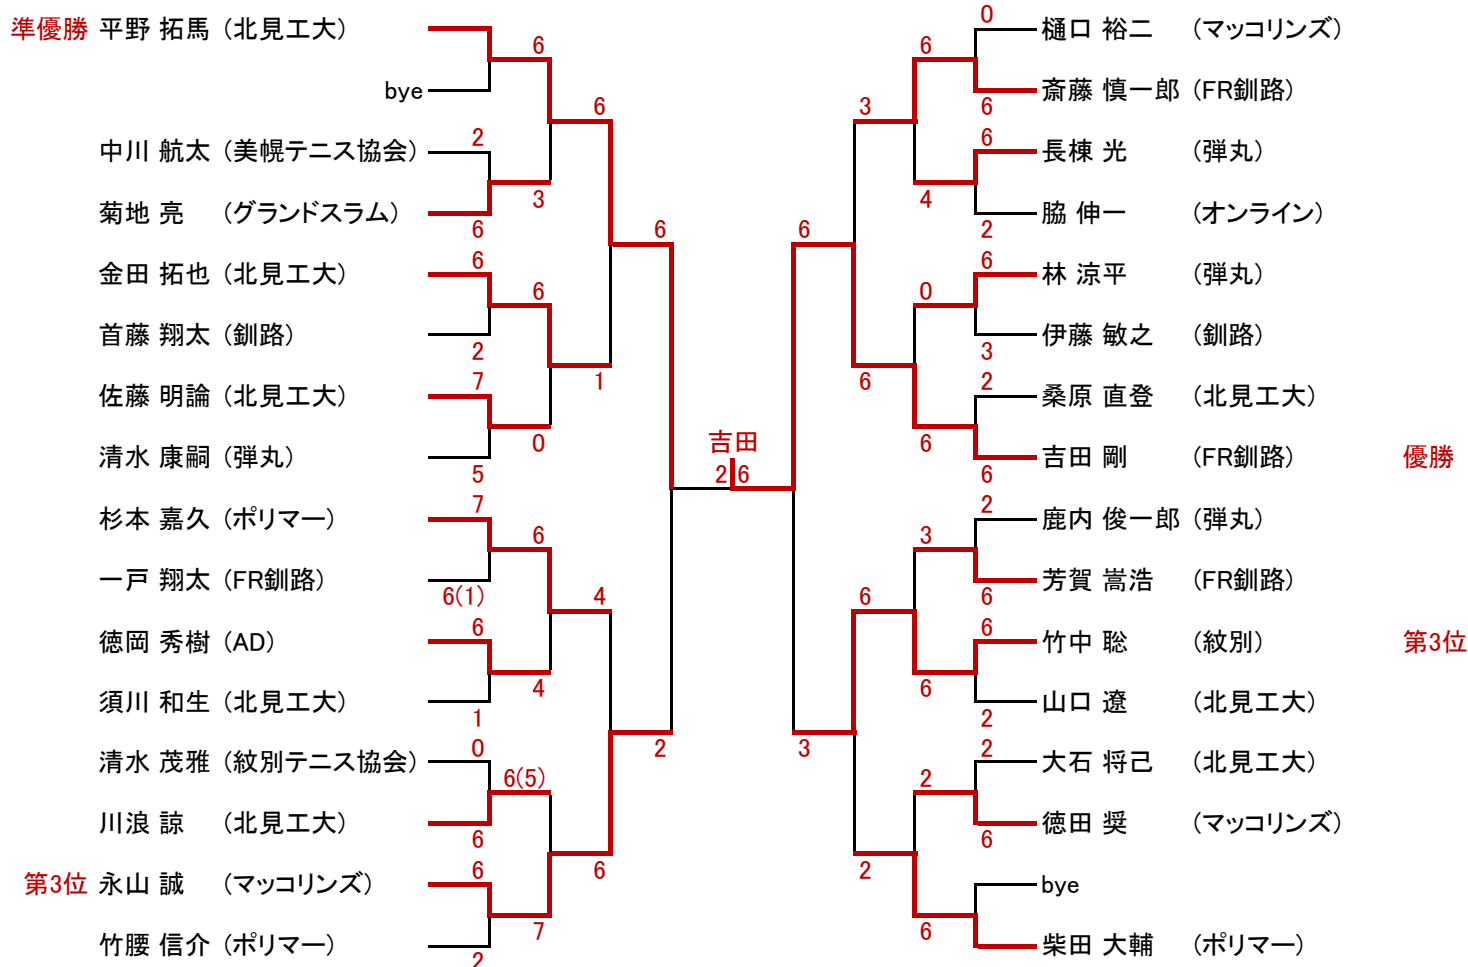 準優勝 平野 拓馬 (北見工大)
bye
中川 航太 (美幌テニス協会)
菊地 亮 (グランドスラム)
金田 拓也 (北見工大)
首藤 翔太 (釧路)
佐藤 明論 (北見工大)
清水 康嗣 (弾丸)
杉本 嘉久 (ポリマー)
一戸 翔太 (FR釧路)
徳岡 秀樹 (AD)
須川 和生 (北見工大)
清水 茂雅 (紋別テニス協会)
川浪 諒 (北見工大)
第3位 永山 誠 (マッコリンズ)
竹腰 信介 (ポリマー)
2
6
6
2
7
5
7
6(1)
6
1
0
6
6
2
6
3
6
0
6
4
6(5)
7
6
1
4
6
6
2
吉田
2 6
6
3
3
6
6
2
6
4
0
6
3
6
2
6
0
6
6
2
6
3
2
6
2
6
6
2
2
6
樋口 裕二 (マッコリンズ)
斎藤 慎一郎 (FR釧路)
長棟 光 (弾丸)
脇 伸一 (オンライン)
林 涼平 (弾丸)
伊藤 敏之 (釧路)
桑原 直登 (北見工大)
吉田 剛 (FR釧路) 優勝
鹿内 俊一郎 (弾丸)
芳賀 嵩浩 (FR釧路)
竹中 聡 (紋別) 第3位
山口 遼 (北見工大)
大石 将己 (北見工大)
徳田 奨 (マッコリンズ)
bye
柴田 大輔 (ポリマー)